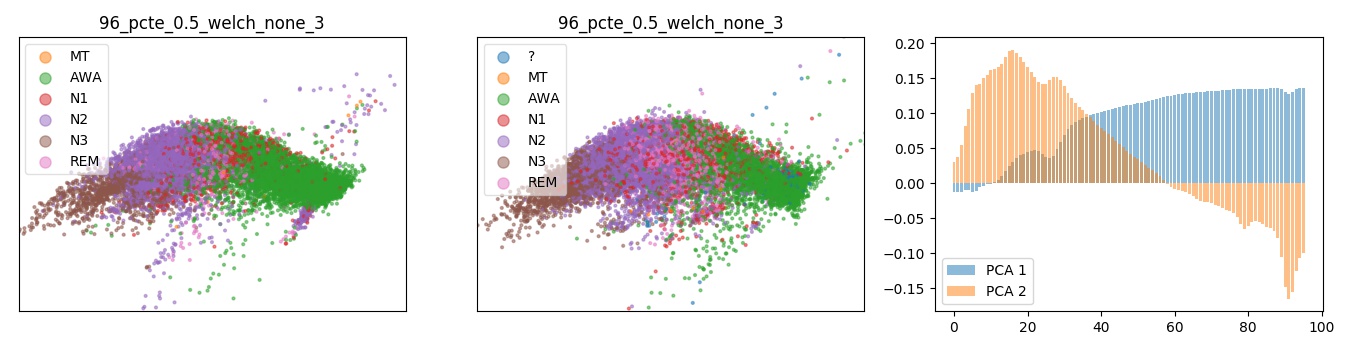 96_pcte_0.5_welch_none_3
MT
AWA
N1
N2
N3
REM
96_pcte_0.5_welch_none_3
?
MT
AWA
N1
N2
N3
REM
0.20
0.15
0.10
0.05
0.00
−0.05
−0.10
−0.15
PCA 1
PCA 2
0
20
40
60
80
100